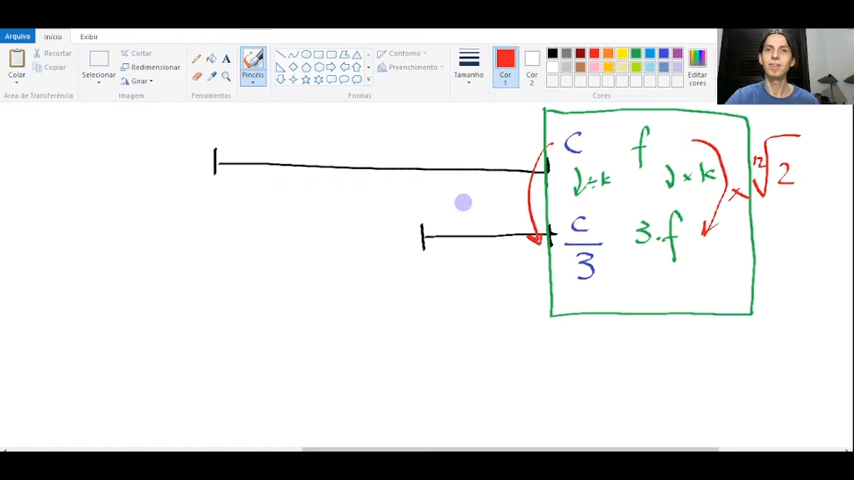 Arquivo Início Exibir
Colar
Recortar
Copiar
Área de Transferência
Selecionar
Cortar
Redimensionar
Girar
Imagem
A
Ferramentas
Pincéis
Contorno
Preenchimento
Formas
Tamanho
Cor
1
Cor
2
Editar
cores
Cores
c f
÷k ×k × ¹²√2
c/3 3.f